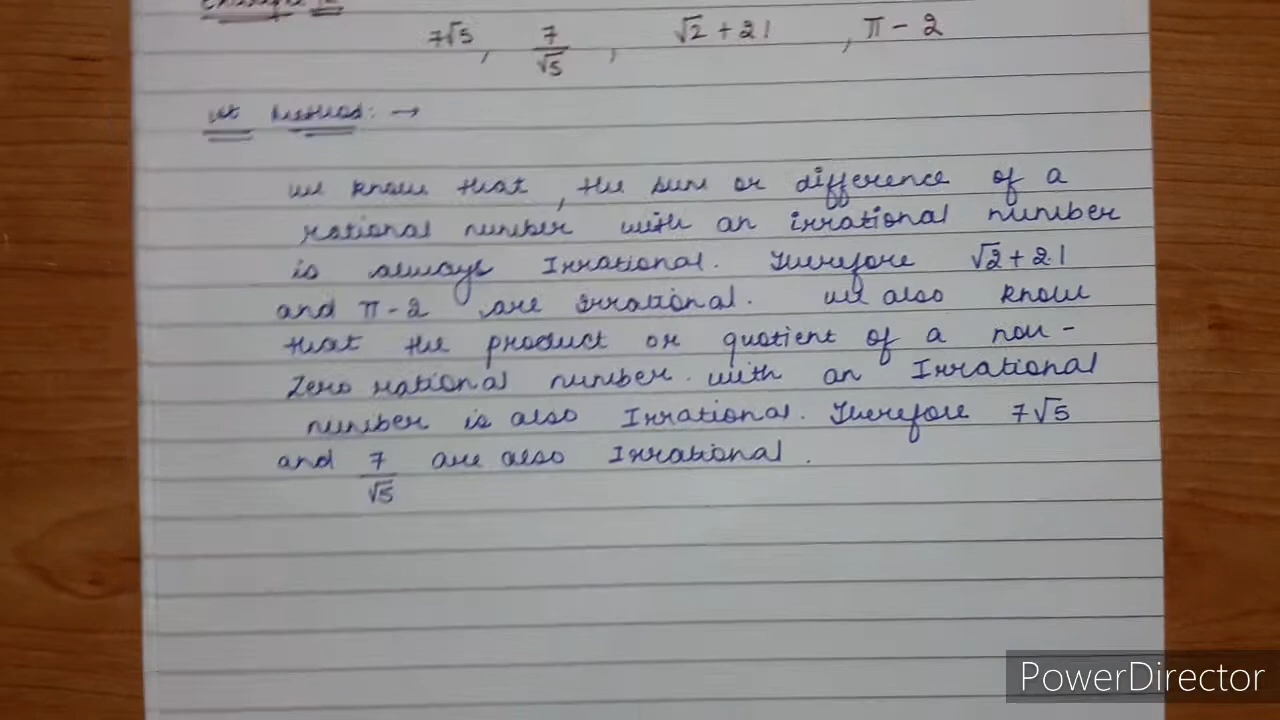 7√5, 7/√5, √2 + 21, π - 2
Ist Method: →
we know that, the sum or difference of a
rational number with an irrational number
is always Irrational. Therefore √2 + 21
and π - 2 are irrational. we also know
that the product or quotient of a non -
Zero rational number with an Irrational
number is also Irrational. Therefore 7√5
and 7/√5 are also Irrational.
PowerDirector